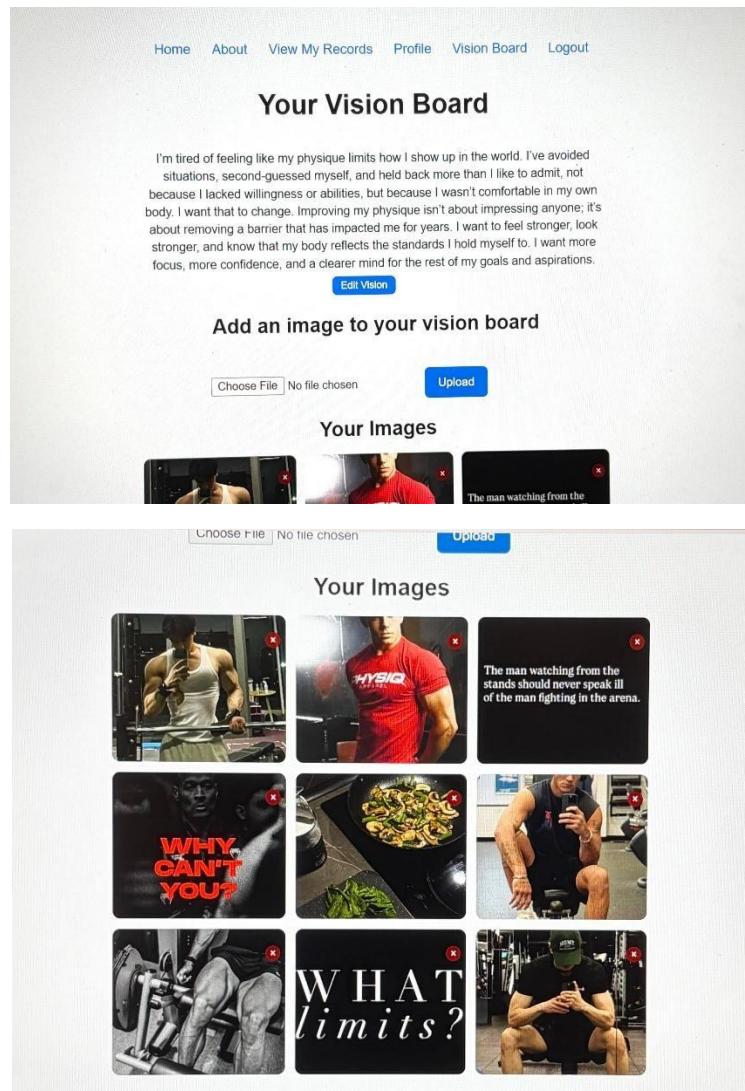 Home About View My Records Profile Vision Board Logout
Your Vision Board
I'm tired of feeling like my physique limits how I show up in the world. I've avoided
situations, second-guessed myself, and held back more than I like to admit, not
because I lacked willingness or abilities, but because I wasn't comfortable in my own
body. I want that to change. Improving my physique isn't about impressing anyone; it's
about removing a barrier that has impacted me for years. I want to feel stronger, look
stronger, and know that my body reflects the standards I hold myself to. I want more
focus, more confidence, and a clearer mind for the rest of my goals and aspirations.
Edit Vision
Add an image to your vision board
Choose File No file chosen Upload
Your Images
x x x
The man watching from the
Choose File No file chosen Upload
Your Images
x x x
PHYSIQ
APPAREL
The man watching from the
stands should never speak ill
of the man fighting in the arena.
x x x
WHY
CAN'T
YOU?
x x x
WHAT
limits?